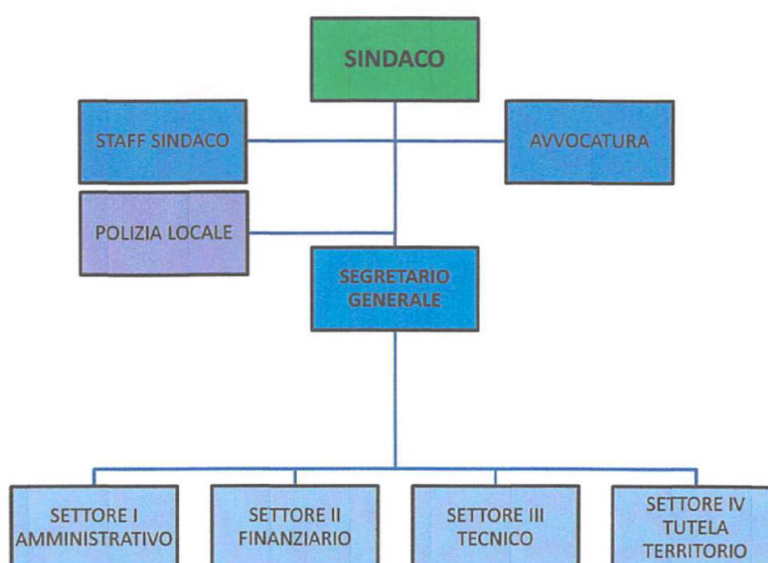 SINDACO
STAFF SINDACO
AVVOCATURA
POLIZIA LOCALE
SEGRETARIO
GENERALE
SETTORE I
AMMINISTRATIVO
SETTORE II
FINANZIARIO
SETTORE III
TECNICO
SETTORE IV
TUTELA
TERRITORIO